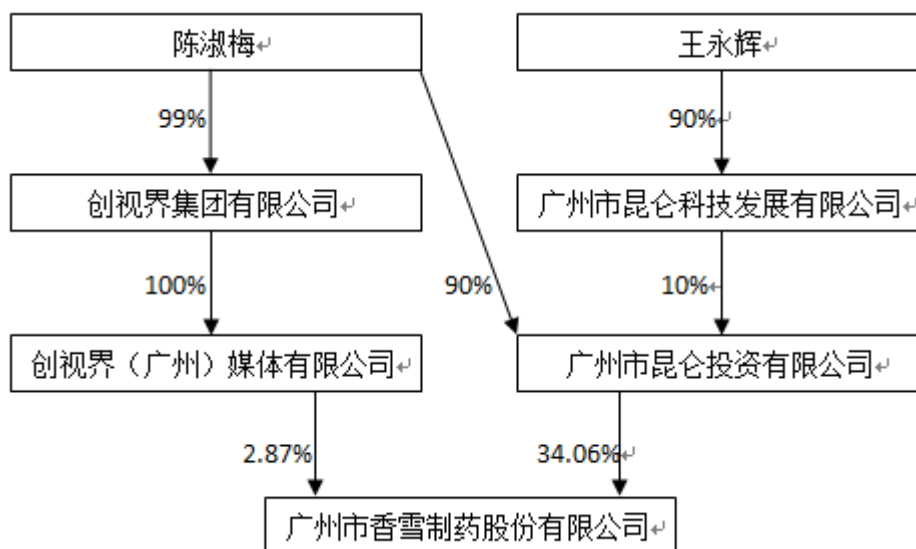 陈淑梅↵
王永辉↵
99%
90%↵
创视界集团有限公司↵
广州市昆仑科技发展有限公司↵
100%
90%
10%↵
创视界（广州）媒体有限公司↵
广州市昆仑投资有限公司↵
2.87%
34.06%↵
广州市香雪制药股份有限公司↵